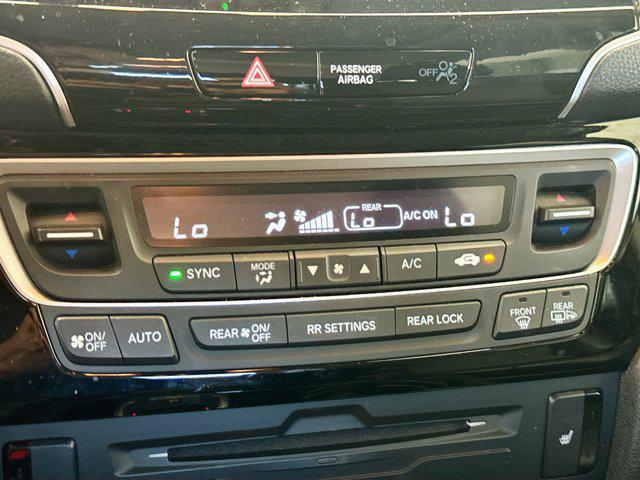 PASSENGER
AIRBAG
OFF 2
REAR
Lo Lo A/C ON Lo
SYNC MODE A/C
ON/
OFF
AUTO
REAR ON/
OFF
RR SETTINGS
REAR LOCK
FRONT
REAR